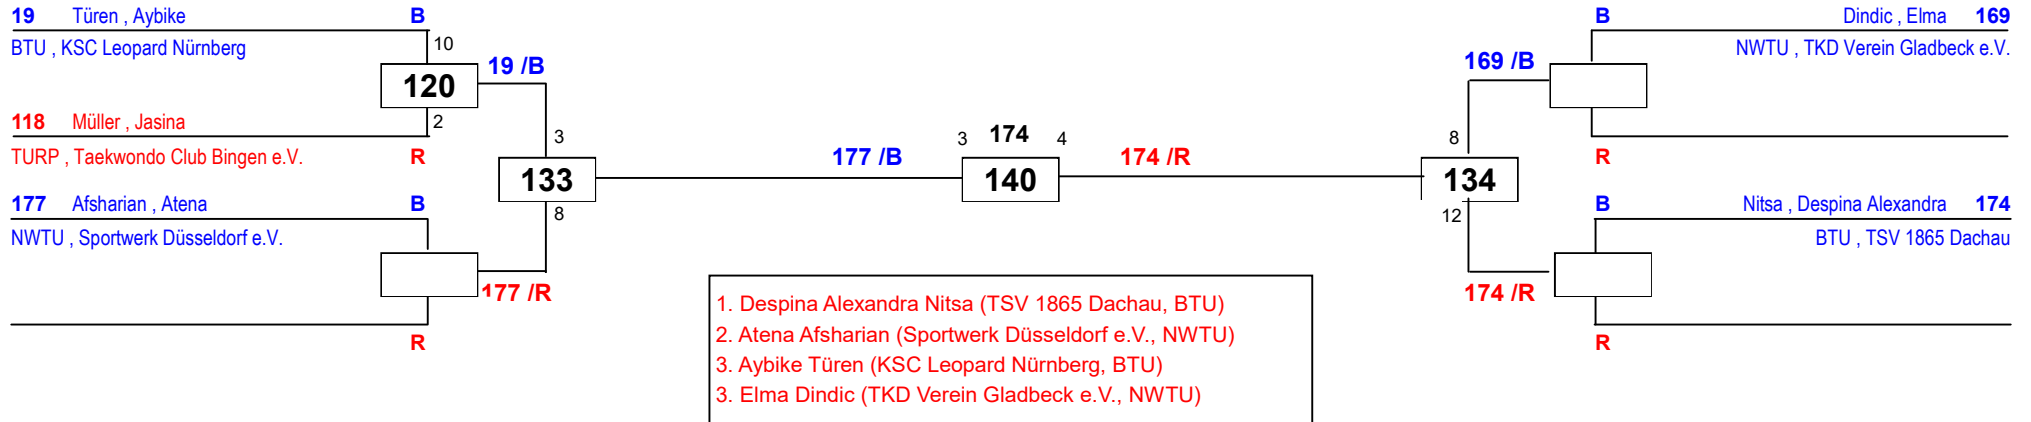 19 Türen , Aybike B
BTU , KSC Leopard Nürnberg
10
120
19 /B
118 Müller , Jasina
2
TURP , Taekwondo Club Bingen e.V. R
3
133
8
177 Afsharian , Atena B
NWTU , Sportwerk Düsseldorf e.V.
177 /R
R
177 /B
3 174 4
140
174 /R
B Dindic , Elma 169
NWTU , TKD Verein Gladbeck e.V.
169 /B
R
8
134
12
B Nitsa , Despina Alexandra 174
BTU , TSV 1865 Dachau
174 /R
R
1. Despina Alexandra Nitsa (TSV 1865 Dachau, BTU)
2. Atena Afsharian (Sportwerk Düsseldorf e.V., NWTU)
3. Aybike Türen (KSC Leopard Nürnberg, BTU)
3. Elma Dindic (TKD Verein Gladbeck e.V., NWTU)